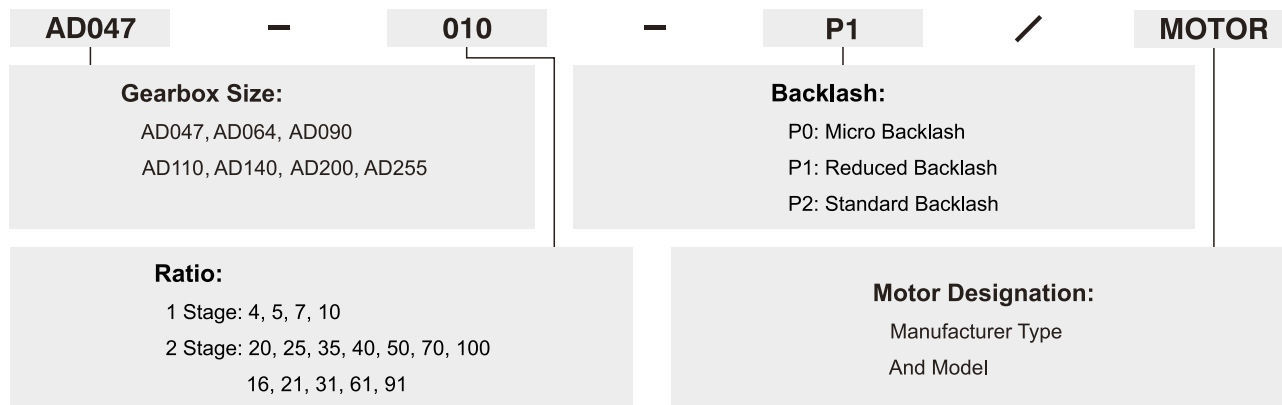 AD047 - 010 - P1 / MOTOR
Gearbox Size:
AD047, AD064, AD090
AD110, AD140, AD200, AD255
Backlash:
P0: Micro Backlash
P1: Reduced Backlash
P2: Standard Backlash
Ratio:
1 Stage: 4, 5, 7, 10
2 Stage: 20, 25, 35, 40, 50, 70, 100
16, 21, 31, 61, 91
Motor Designation:
Manufacturer Type
And Model